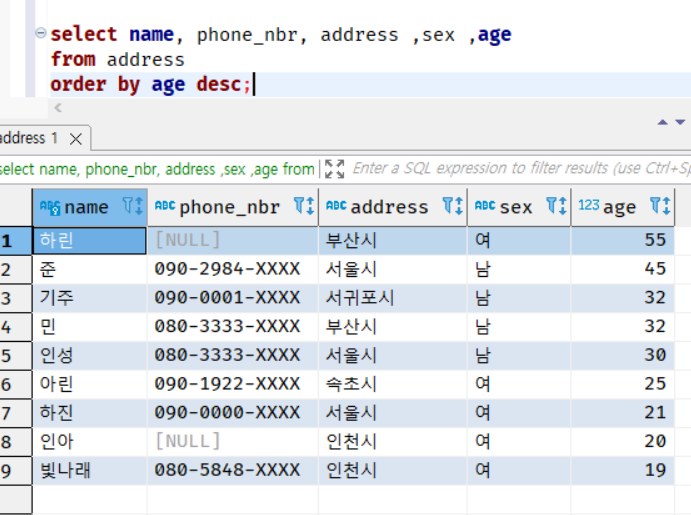 select name, phone_nbr, address ,sex ,age
from address
order by age desc;
address 1
select name, phone_nbr, address ,sex ,age from Enter a SQL expression to filter results (use Ctrl+Sp
ABC name ABC phone_nbr ABC address ABC sex 123 age
1 하린 [NULL] 부산시 여 55
2 준 090-2984-XXXX 서울시 남 45
3 기주 090-0001-XXXX 서귀포시 남 32
4 민 080-3333-XXXX 부산시 남 32
5 인성 080-3333-XXXX 서울시 남 30
6 아린 090-1922-XXXX 속초시 여 25
7 하진 090-0000-XXXX 서울시 여 21
8 인아 [NULL] 인천시 여 20
9 빛나래 080-5848-XXXX 인천시 여 19